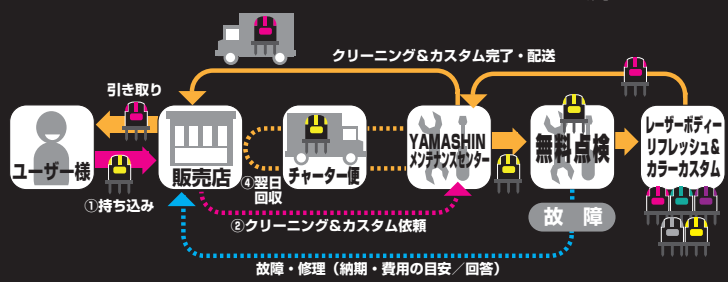 クリーニング&カスタム完了・配送
引き取り
ユーザー様
販売店
チャーター便
YAMASHIN
メンテナンスセンター
無料点検
レーザーボディー
リフレッシュ&
カラーカスタム
①持ち込み
④翌日
回収
②クリーニング&カスタム依頼
故 障
故障・修理（納期・費用の目安／回答）